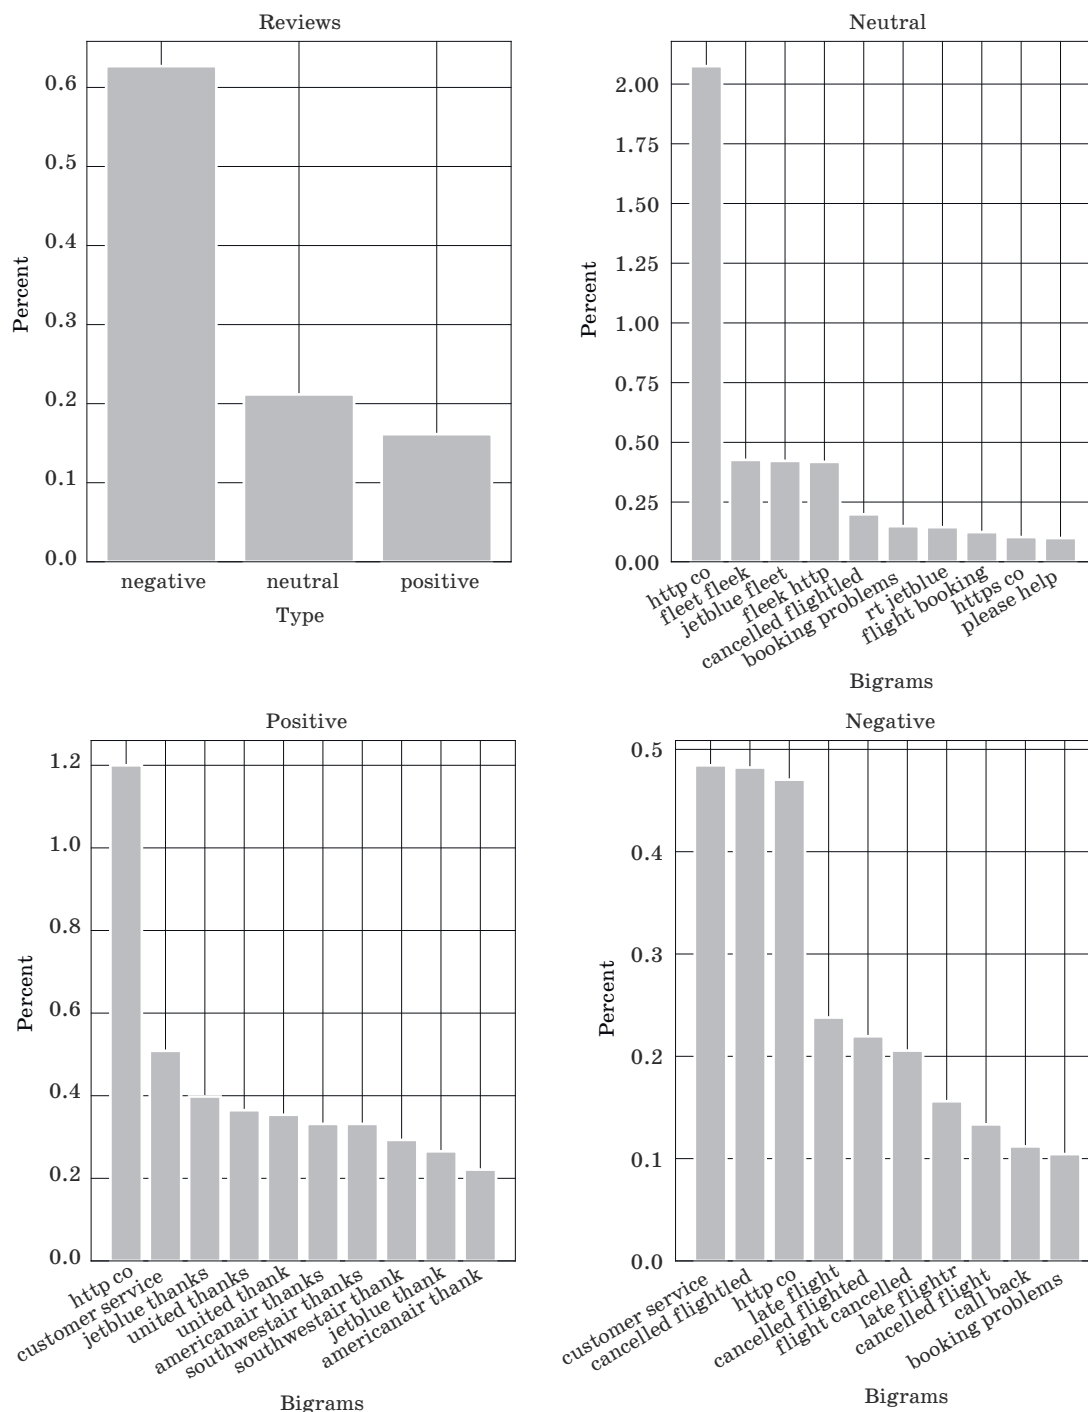 Reviews
Percent
0.6
0.5
0.4
0.3
0.2
0.1
0.0
negative
neutral
positive
Type
Neutral
Percent
2.00
1.75
1.50
1.25
1.00
0.75
0.50
0.25
0.00
http co
fleet fleek
jetblue fleet
fleek http
cancelled flightled
booking problems
rt jetblue
flight booking
https co
please help
Bigrams
Positive
Percent
1.2
1.0
0.8
0.6
0.4
0.2
0.0
http co
customer service
jetblue thanks
united thanks
united thank
americanair thanks
southwestair thanks
southwestair thank
jetblue thank
americanair thank
Bigrams
Negative
Percent
0.5
0.4
0.3
0.2
0.1
0.0
customer service
cancelled flightled
http co
late flight
cancelled flighted
flight cancelled
late flightr
cancelled flight
call back
booking problems
Bigrams